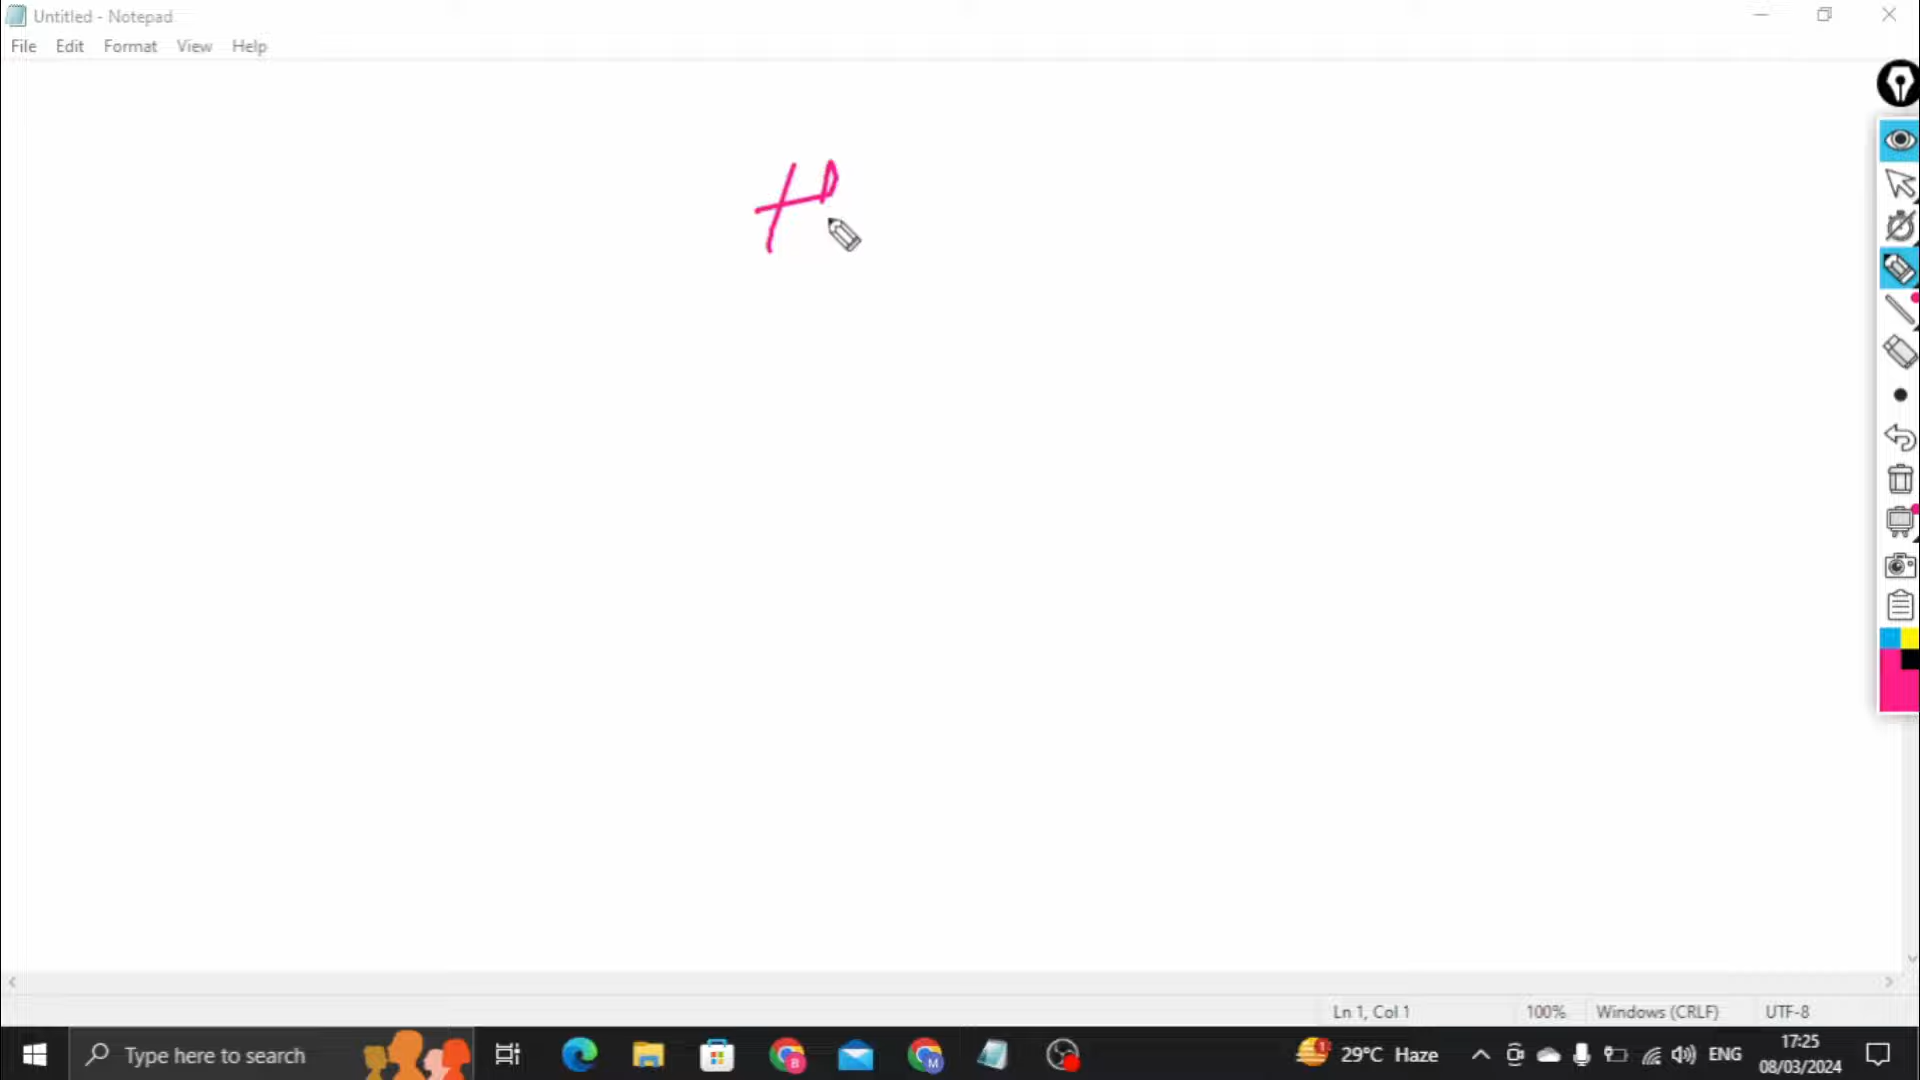 Untitled - Notepad
File Edit Format View Help
Ln 1, Col 1 100% Windows (CRLF) UTF-8
Type here to search
B
M
1
29°C Haze ENG
17:25
08/03/2024